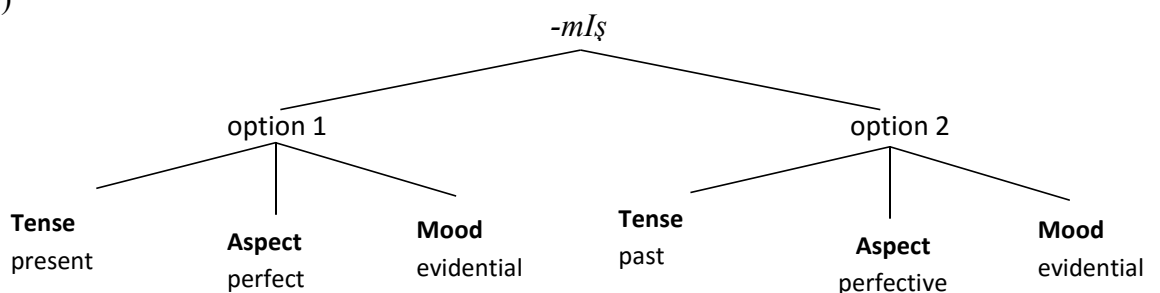 )
-mIş
option 1
option 2
Tense
present
Aspect
perfect
Mood
evidential
Tense
past
Aspect
perfective
Mood
evidential